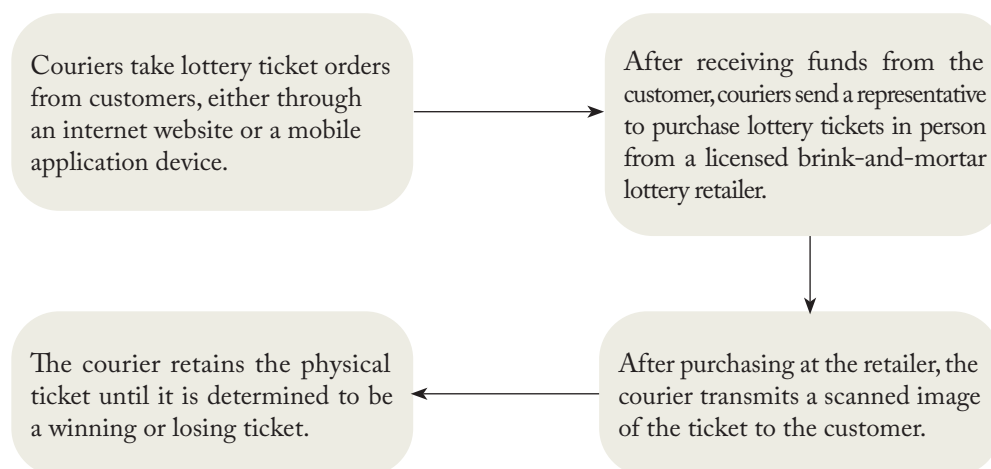 Couriers take lottery ticket orders
from customers, either through
an internet website or a mobile
application device.
After receiving funds from the
customer, couriers send a representative
to purchase lottery tickets in person
from a licensed brink-and-mortar
lottery retailer.
After purchasing at the retailer, the
courier transmits a scanned image
of the ticket to the customer.
The courier retains the physical
ticket until it is determined to be
a winning or losing ticket.